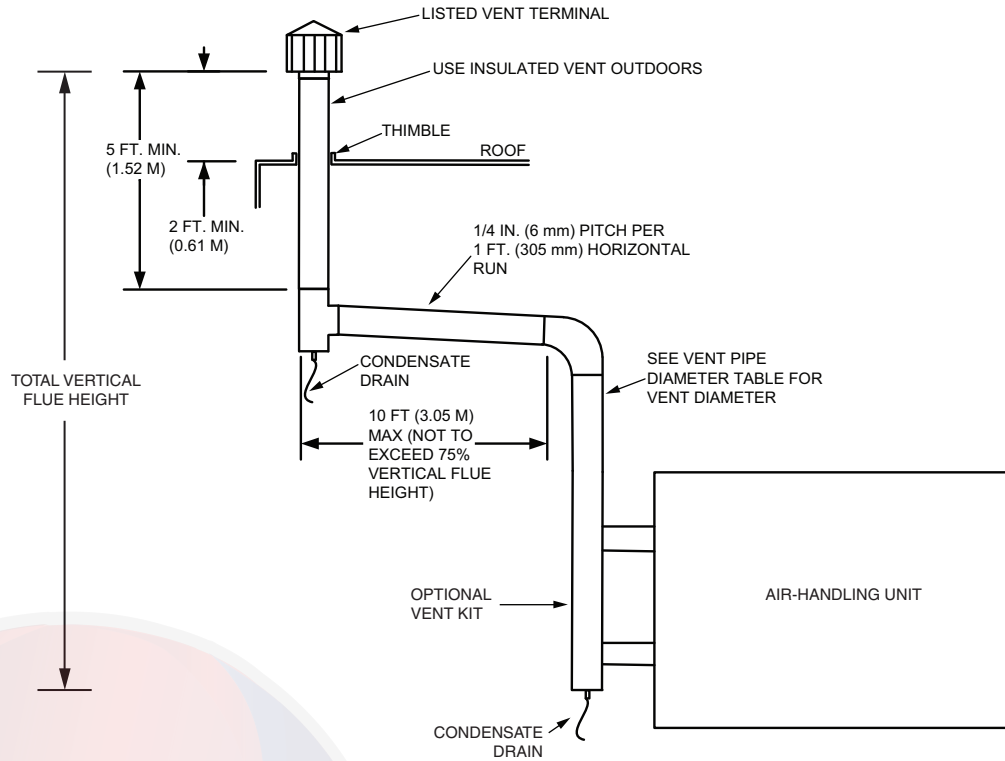 LISTED VENT TERMINAL
USE INSULATED VENT OUTDOORS
THIMBLE
ROOF
5 FT. MIN.
(1.52 M)
2 FT. MIN.
(0.61 M)
1/4 IN. (6 mm) PITCH PER
1 FT. (305 mm) HORIZONTAL
RUN
TOTAL VERTICAL
FLUE HEIGHT
CONDENSATE
DRAIN
SEE VENT PIPE
DIAMETER TABLE FOR
VENT DIAMETER
10 FT (3.05 M)
MAX (NOT TO
EXCEED 75%
VERTICAL FLUE
HEIGHT)
OPTIONAL
VENT KIT
AIR-HANDLING UNIT
CONDENSATE
DRAIN